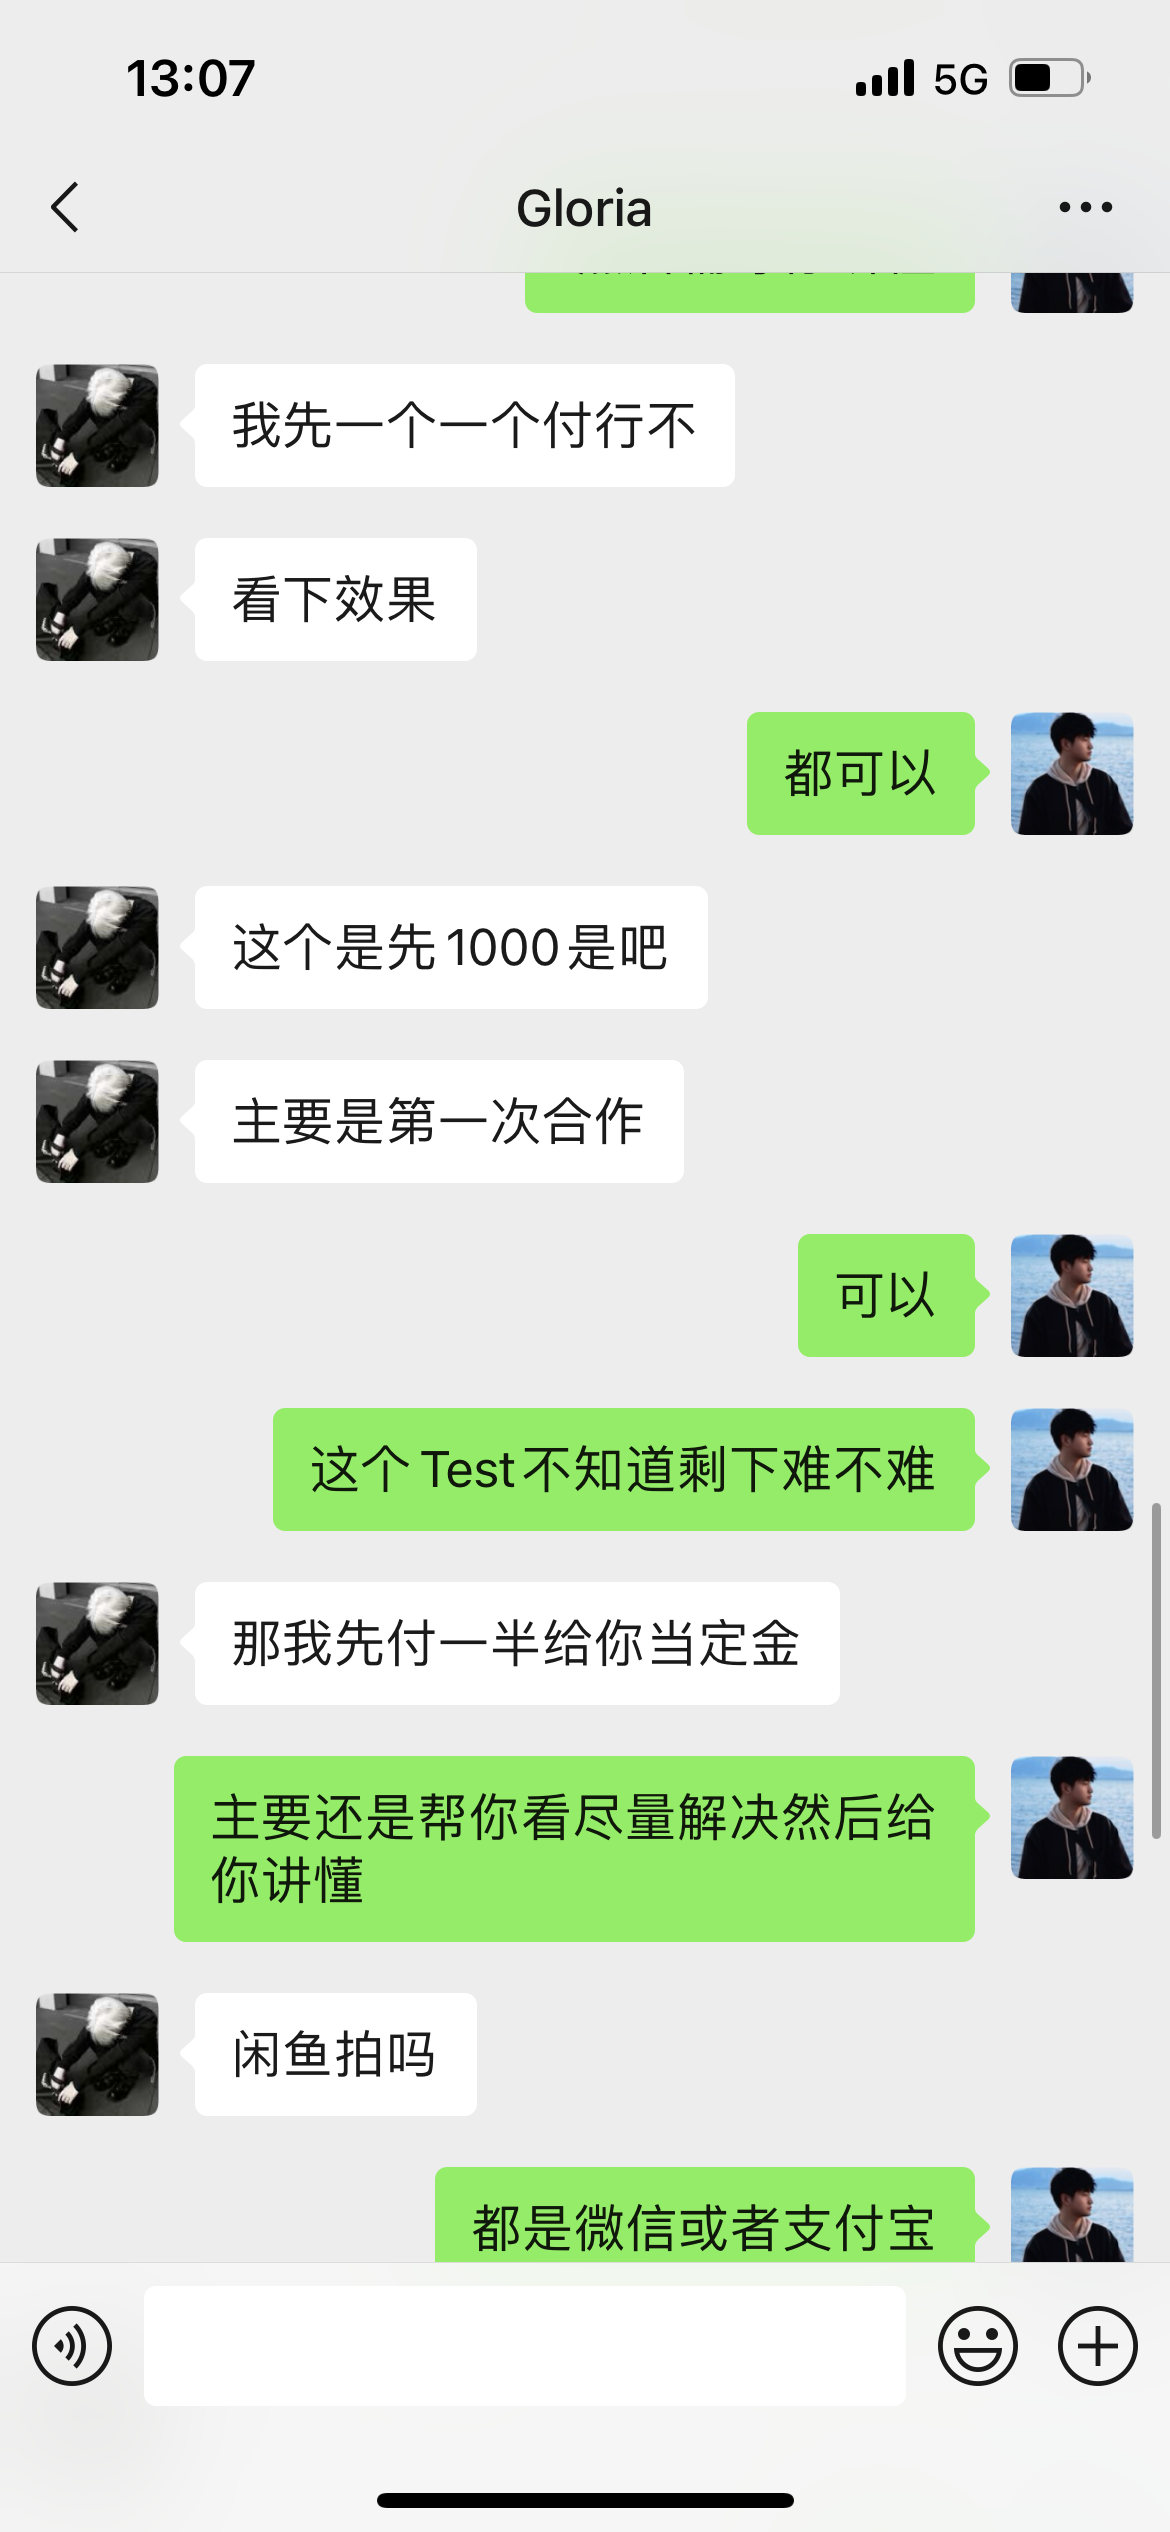 13:07
5G
Gloria
我先一个一个付行不
看下效果
都可以
这个是先1000是吧
主要是第一次合作
可以
这个Test不知道剩下难不难
那我先付一半给你当定金
主要还是帮你看尽量解决然后给
你讲懂
闲鱼拍吗
都是微信或者支付宝